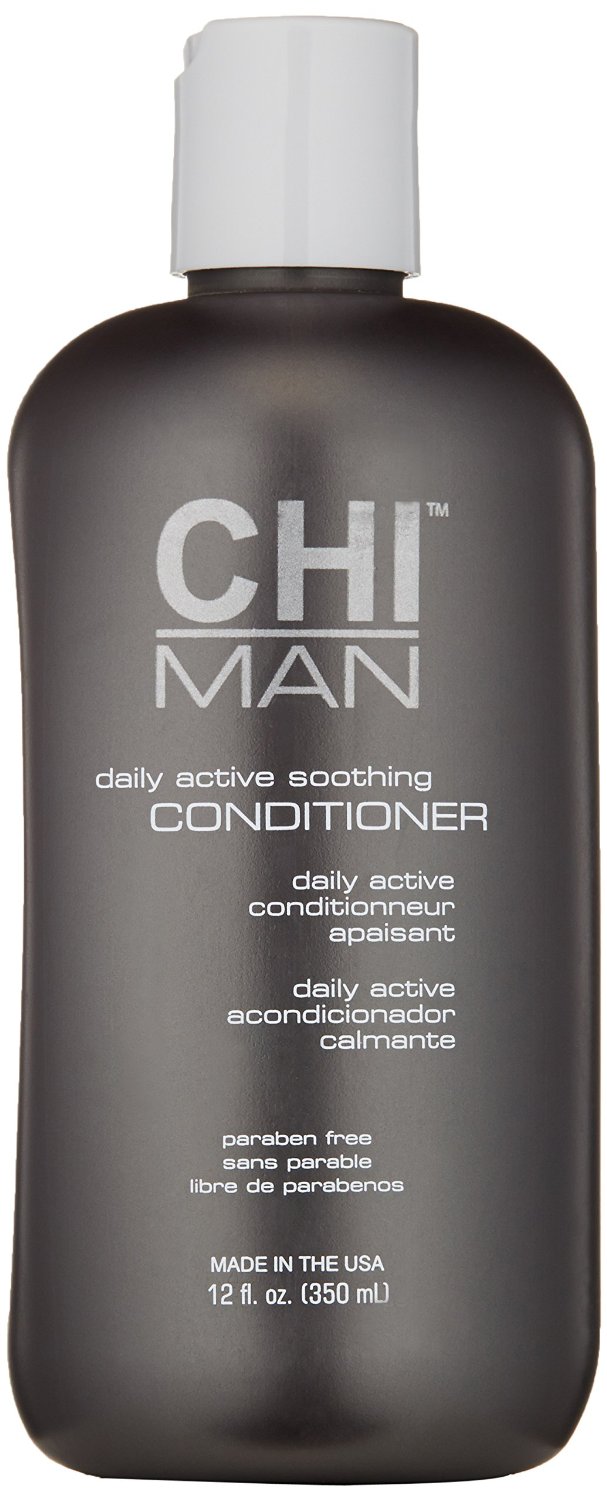 CHI™
MAN
daily active soothing
CONDITIONER
daily active
conditionneur
apaisant
daily active
acondicionador
calmante
paraben free
sans parable
libre de parabenos
MADE IN THE USA
12 fl. oz. (350 mL)